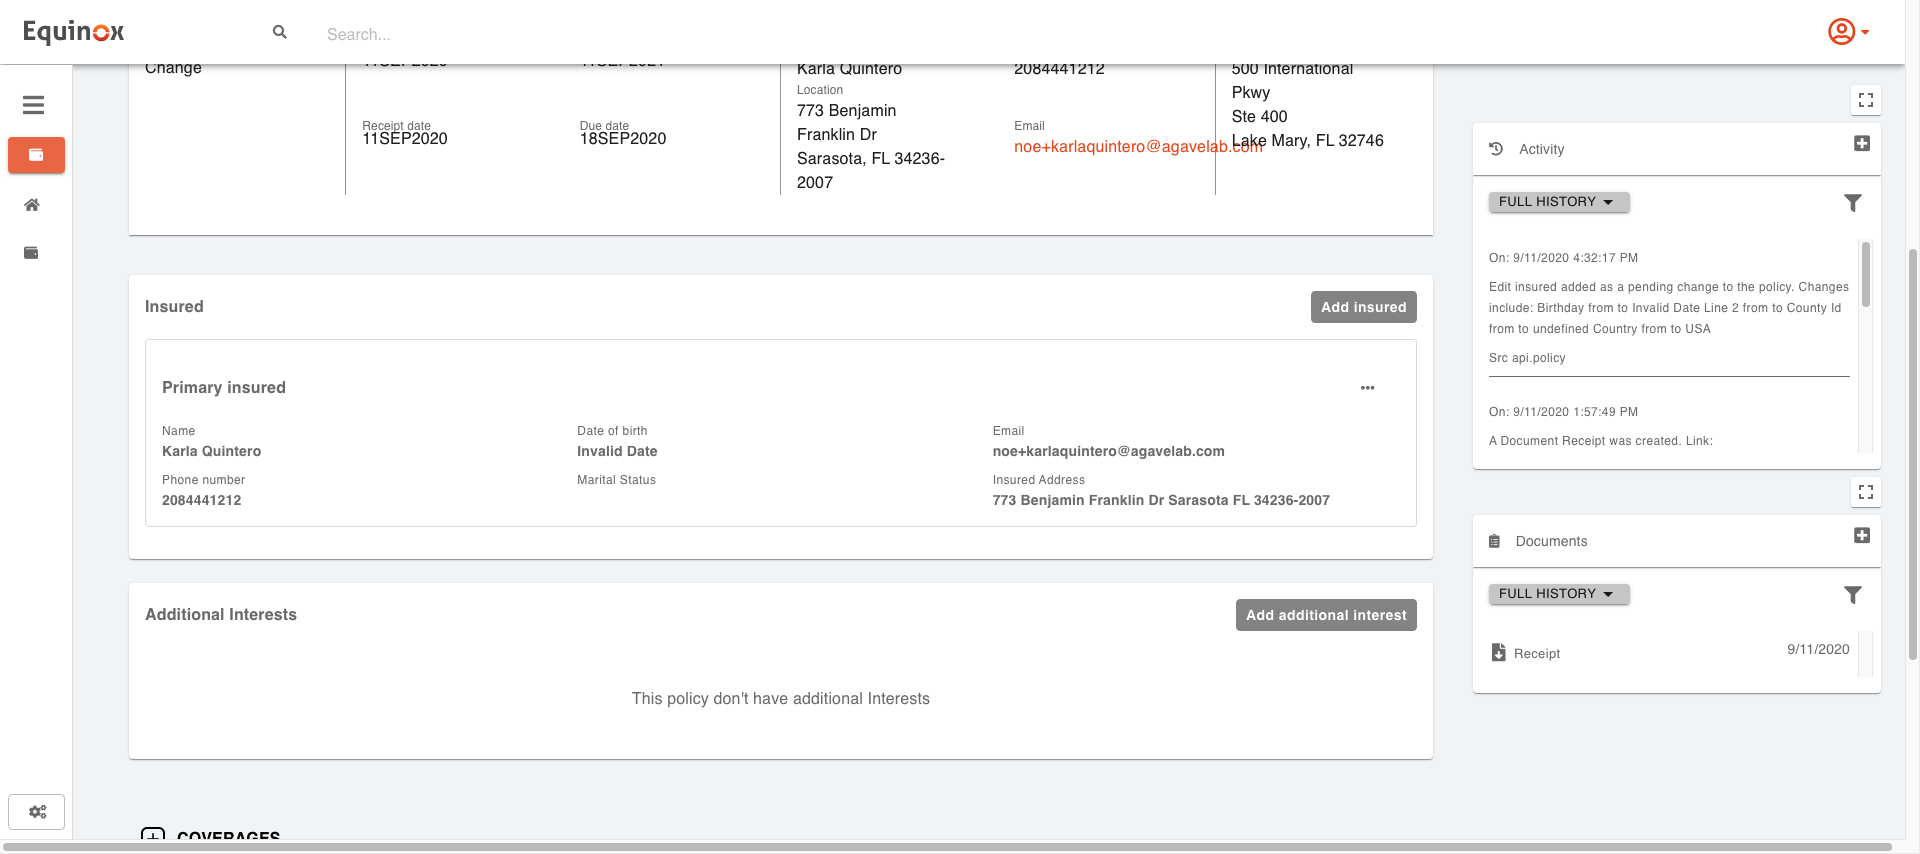 Equinox
Search...
Change
Karla Quintero
2084441212
500 International
Pkwy
Ste 400
Lake Mary, FL 32746
Receipt date
11SEP2020
Due date
18SEP2020
Location
773 Benjamin
Franklin Dr
Sarasota, FL 34236-
2007
Email
noe+karlaquintero@agavelab.com
Insured
Add insured
Primary insured
Name
Karla Quintero
Date of birth
Invalid Date
Email
noe+karlaquintero@agavelab.com
Phone number
2084441212
Marital Status
Insured Address
773 Benjamin Franklin Dr Sarasota FL 34236-2007
Additional Interests
Add additional interest
This policy don't have additional Interests
COVERAGES
Activity
FULL HISTORY
On: 9/11/2020 4:32:17 PM
Edit insured added as a pending change to the policy. Changes
include: Birthday from to Invalid Date Line 2 from to County Id
from to undefined Country from to USA
Src api.policy
On: 9/11/2020 1:57:49 PM
A Document Receipt was created. Link:
Documents
FULL HISTORY
Receipt
9/11/2020